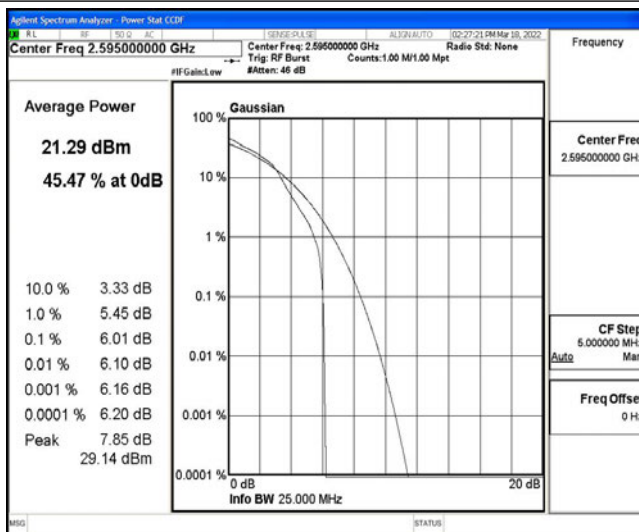 Agilent Spectrum Analyzer - Power Stat CCDF
RL RF 50 Ω AC SENSE:PULSE ALIGN AUTO 02:27:21 PM Mar 18, 2022
Center Freq 2.595000000 GHz
Center Freq: 2.595000000 GHz Radio Std: None
Trig: RF Burst Counts:1.00 M/1.00 Mpt
#IFGain:Low #Atten: 46 dB
Frequency
Average Power
21.29 dBm
45.47 % at 0dB
10.0 % 3.33 dB
1.0 % 5.45 dB
0.1 % 6.01 dB
0.01 % 6.10 dB
0.001 % 6.16 dB
0.0001 % 6.20 dB
Peak 7.85 dB
29.14 dBm
Gaussian
100 %
10 %
1 %
0.1 %
0.01 %
0.001 %
0.0001 %
0 dB 20 dB
Info BW 25.000 MHz
Center Freq
2.595000000 GHz
CF Step
5.000000 MHz
Auto Man
Freq Offse
0 Hz
MSG STATUS